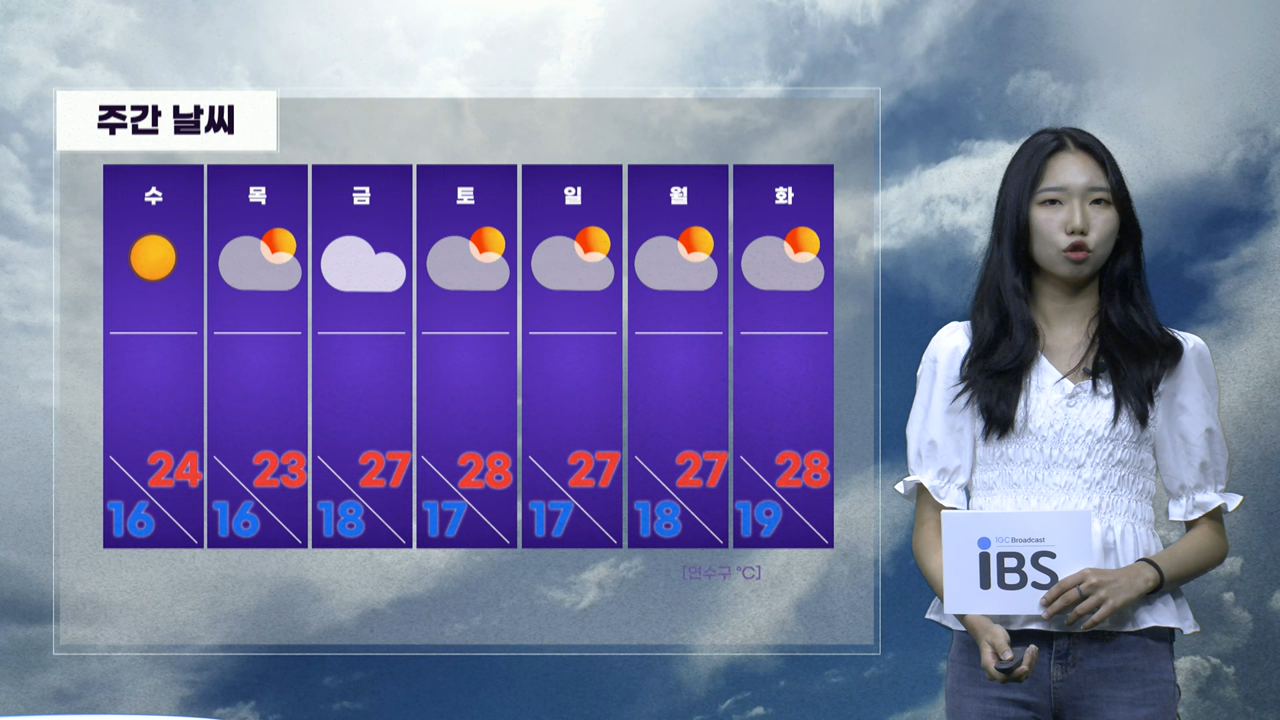 주간 날씨
수 목 금 토 일 월 화
24 23 27 28 27 27 28
16 16 18 17 17 18 19
[연수구 ℃]
IGC Broadcast
iBS